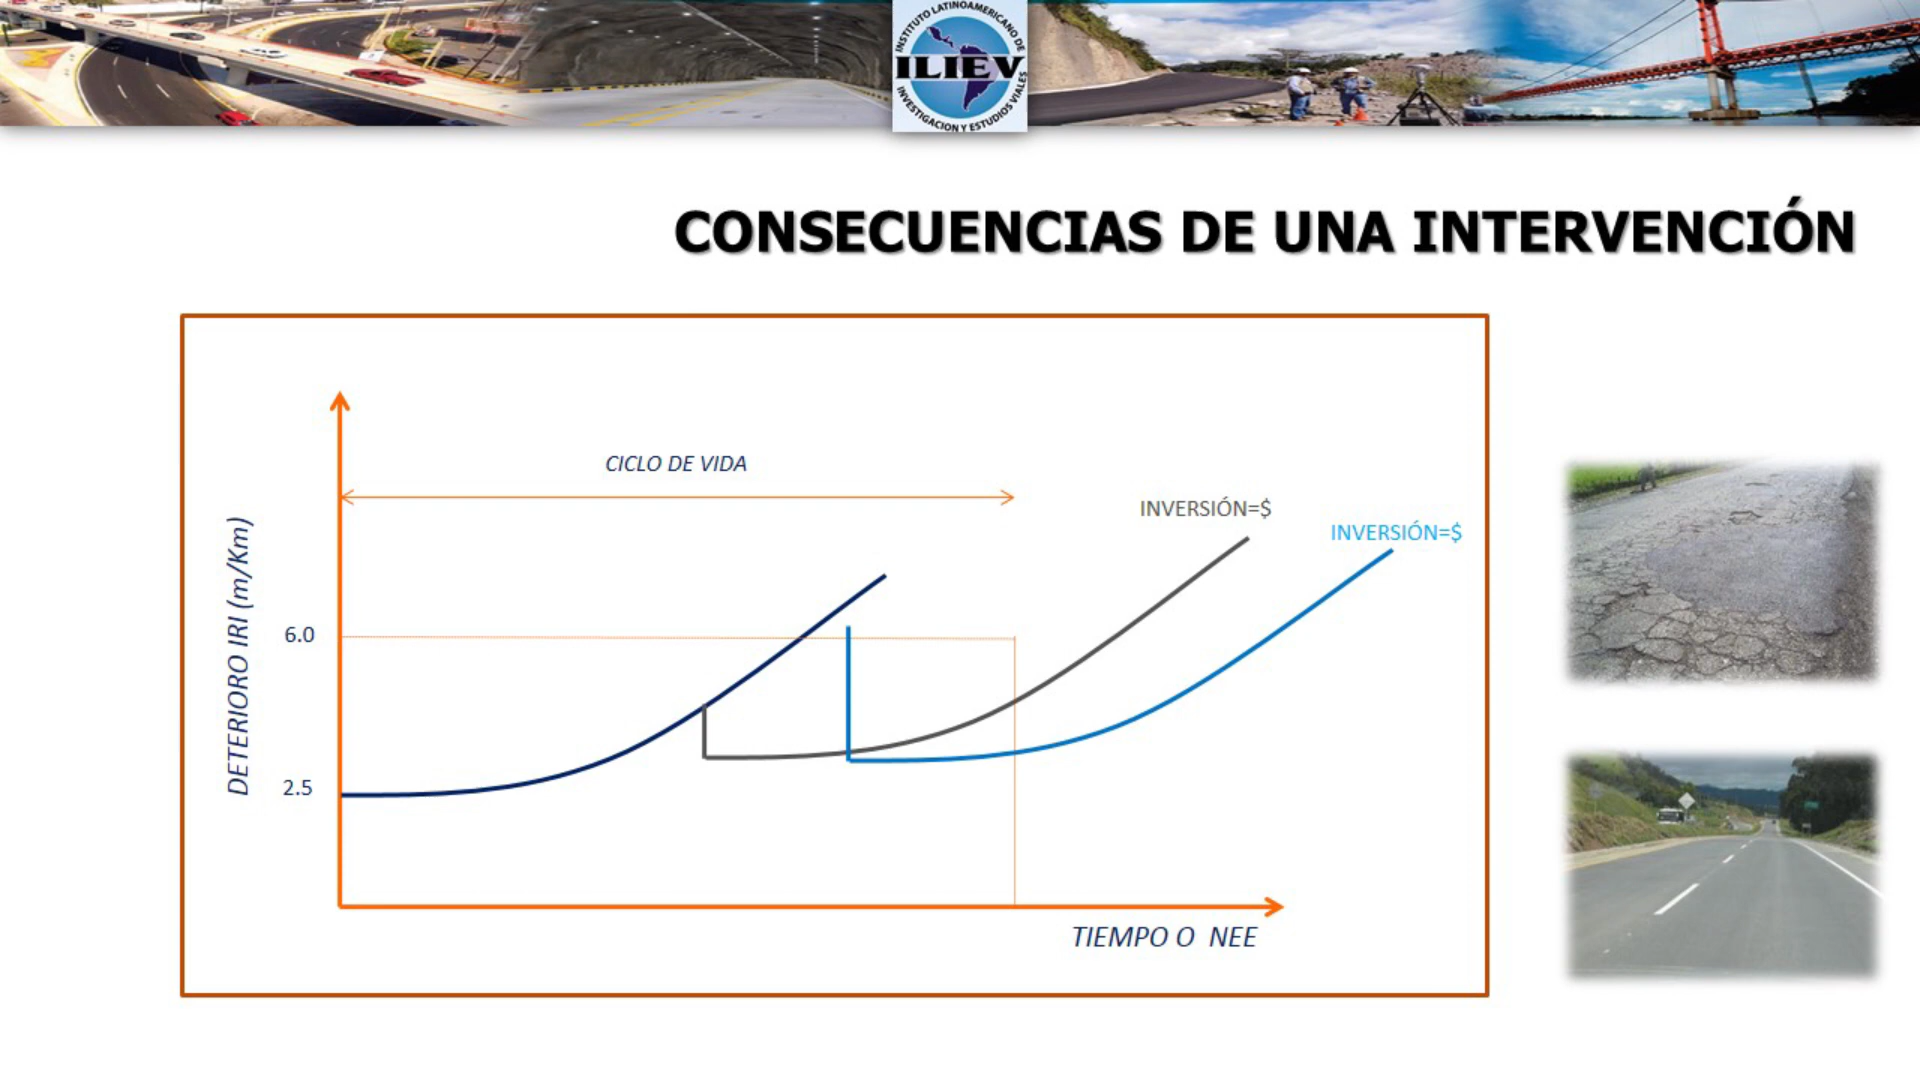 INSTITUTO LATINOAMERICANO DE
ILIEV
INVESTIGACION Y ESTUDIOS VIALES
CONSECUENCIAS DE UNA INTERVENCIÓN
CICLO DE VIDA
INVERSIÓN=$
INVERSIÓN=$
DETERIORO IRI (m/Km)
6.0
2.5
TIEMPO O NEE